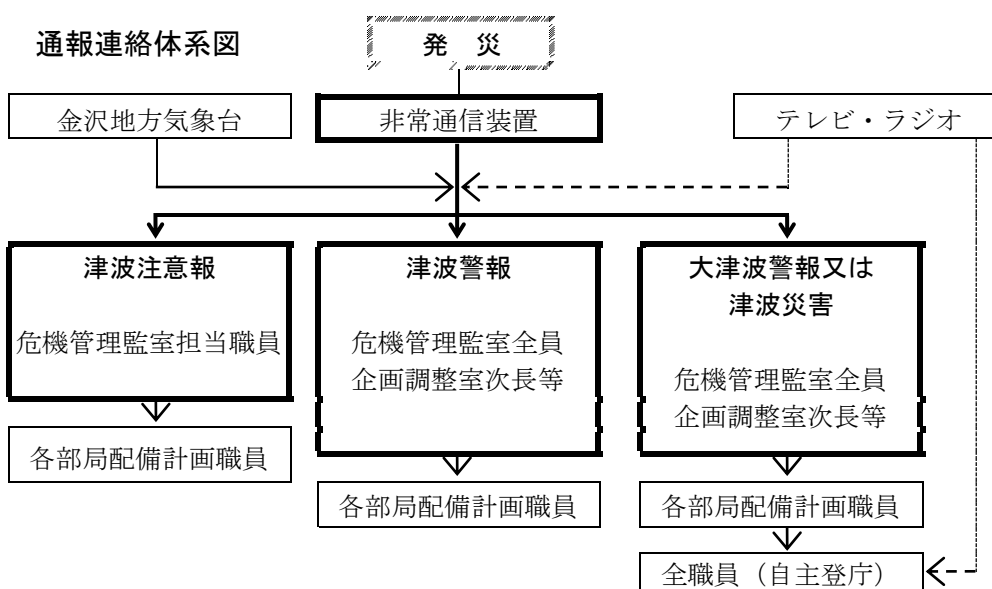 通報連絡体系図
発 災
金沢地方気象台
非常通信装置
テレビ・ラジオ
津波注意報
危機管理監室担当職員
各部局配備計画職員
津波警報
危機管理監室全員
企画調整室次長等
各部局配備計画職員
大津波警報又は
津波災害
危機管理監室全員
企画調整室次長等
各部局配備計画職員
全職員（自主登庁）